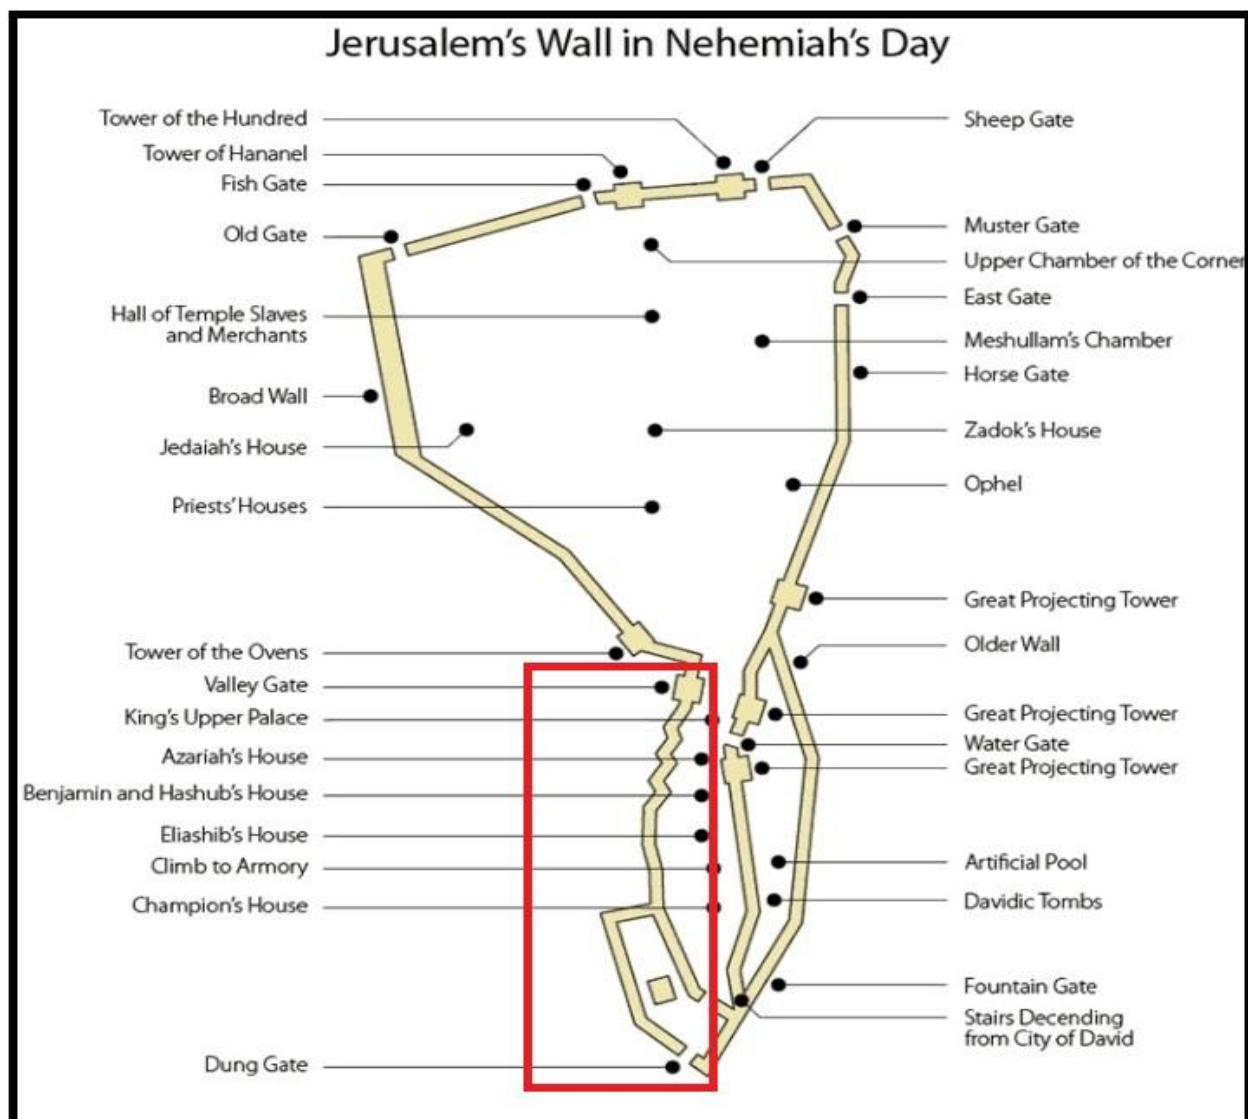 Jerusalem's Wall in Nehemiah's Day
Tower of the Hundred
Tower of Hananel
Fish Gate
Old Gate
Hall of Temple Slaves
and Merchants
Broad Wall
Jedaiah's House
Priests' Houses
Tower of the Ovens
Valley Gate
King's Upper Palace
Azariah's House
Benjamin and Hashub's House
Eliashib's House
Climb to Armory
Champion's House
Dung Gate
Sheep Gate
Muster Gate
Upper Chamber of the Corner
East Gate
Meshullam's Chamber
Horse Gate
Zadok's House
Ophel
Great Projecting Tower
Older Wall
Great Projecting Tower
Water Gate
Great Projecting Tower
Artificial Pool
Davidic Tombs
Fountain Gate
Stairs Decending
from City of David